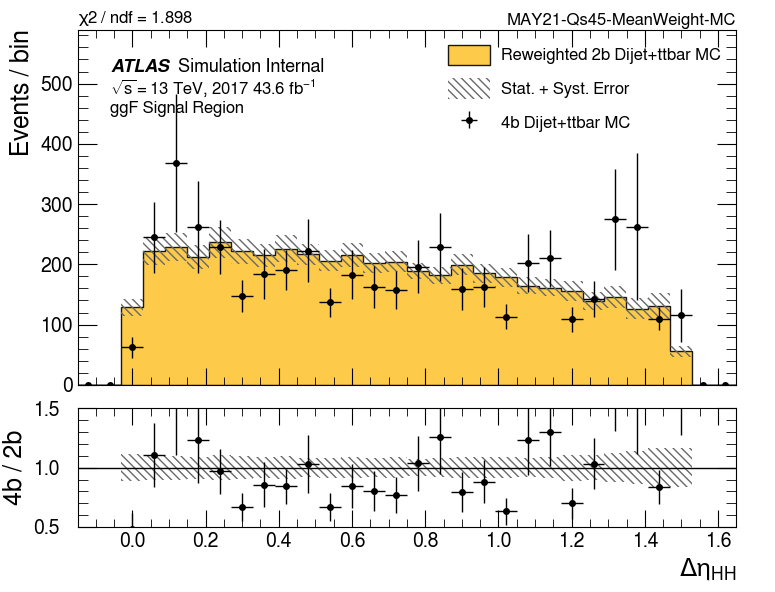 χ2 / ndf = 1.898
MAY21-Qs45-MeanWeight-MC
Events / bin
ATLAS Simulation Internal
√s = 13 TeV, 2017 43.6 fb⁻¹
ggF Signal Region
Reweighted 2b Dijet+ttbar MC
Stat. + Syst. Error
4b Dijet+ttbar MC
500
400
300
200
100
0
4b / 2b
1.5
1.0
0.5
0.0 0.2 0.4 0.6 0.8 1.0 1.2 1.4 1.6
ΔηHH